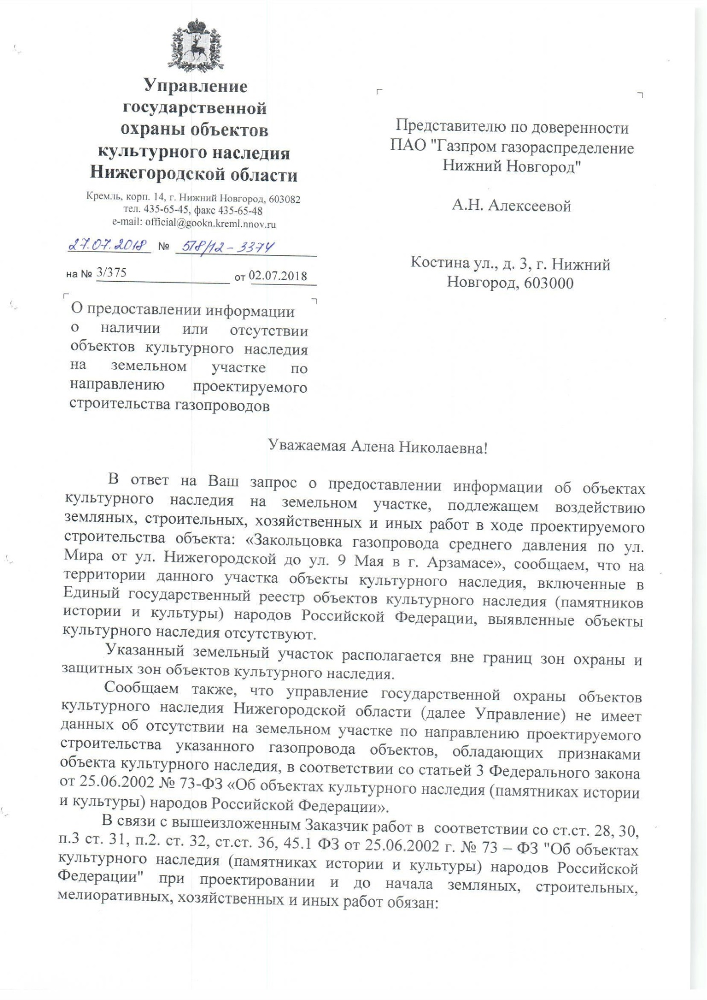 Управление
государственной
охраны объектов
культурного наследия
Нижегородской области
Кремль, корп. 14, г. Нижний Новгород, 603082
тел. 435-65-45, факс 435-65-48
e-mail: official@gookn.kreml.nnov.ru
27.07.2018 № 518/12-3374
на № 3/375 от 02.07.2018
О предоставлении информации
о наличии или отсутствии
объектов культурного наследия
на земельном участке по
направлению проектируемого
строительства газопроводов
Представителю по доверенности
ПАО "Газпром газораспределение
Нижний Новгород"
А.Н. Алексеевой
Костина ул., д. 3, г. Нижний
Новгород, 603000
Уважаемая Алена Николаевна!
В ответ на Ваш запрос о предоставлении информации об объектах
культурного наследия на земельном участке, подлежащем воздействию
земляных, строительных, хозяйственных и иных работ в ходе проектируемого
строительства объекта: «Закольцовка газопровода среднего давления по ул.
Мира от ул. Нижегородской до ул. 9 Мая в г. Арзамасе», сообщаем, что на
территории данного участка объекты культурного наследия, включенные в
Единый государственный реестр объектов культурного наследия (памятников
истории и культуры) народов Российской Федерации, выявленные объекты
культурного наследия отсутствуют.
Указанный земельный участок располагается вне границ зон охраны и
защитных зон объектов культурного наследия.
Сообщаем также, что управление государственной охраны объектов
культурного наследия Нижегородской области (далее Управление) не имеет
данных об отсутствии на земельном участке по направлению проектируемого
строительства указанного газопровода объектов, обладающих признаками
объекта культурного наследия, в соответствии со статьей 3 Федерального закона
от 25.06.2002 № 73-ФЗ «Об объектах культурного наследия (памятниках истории
и культуры) народов Российской Федерации».
В связи с вышеизложенным Заказчик работ в соответствии со ст.ст. 28, 30,
п.3 ст. 31, п.2. ст. 32, ст.ст. 36, 45.1 ФЗ от 25.06.2002 г. № 73 – ФЗ "Об объектах
культурного наследия (памятниках истории и культуры) народов Российской
Федерации" при проектировании и до начала земляных, строительных,
мелиоративных, хозяйственных и иных работ обязан: